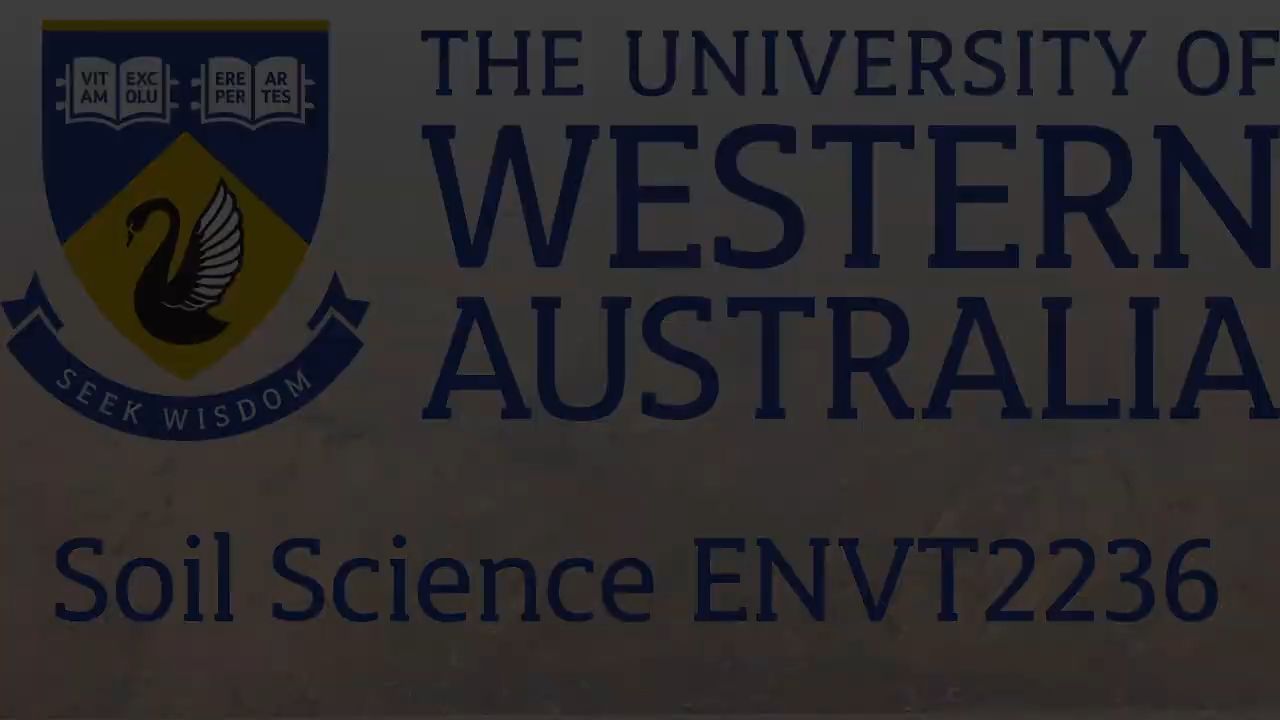 VIT AM EXC OLU
ERE PER AR TES
SEEK WISDOM
THE UNIVERSITY OF
WESTERN
AUSTRALIA
Soil Science ENVT2236